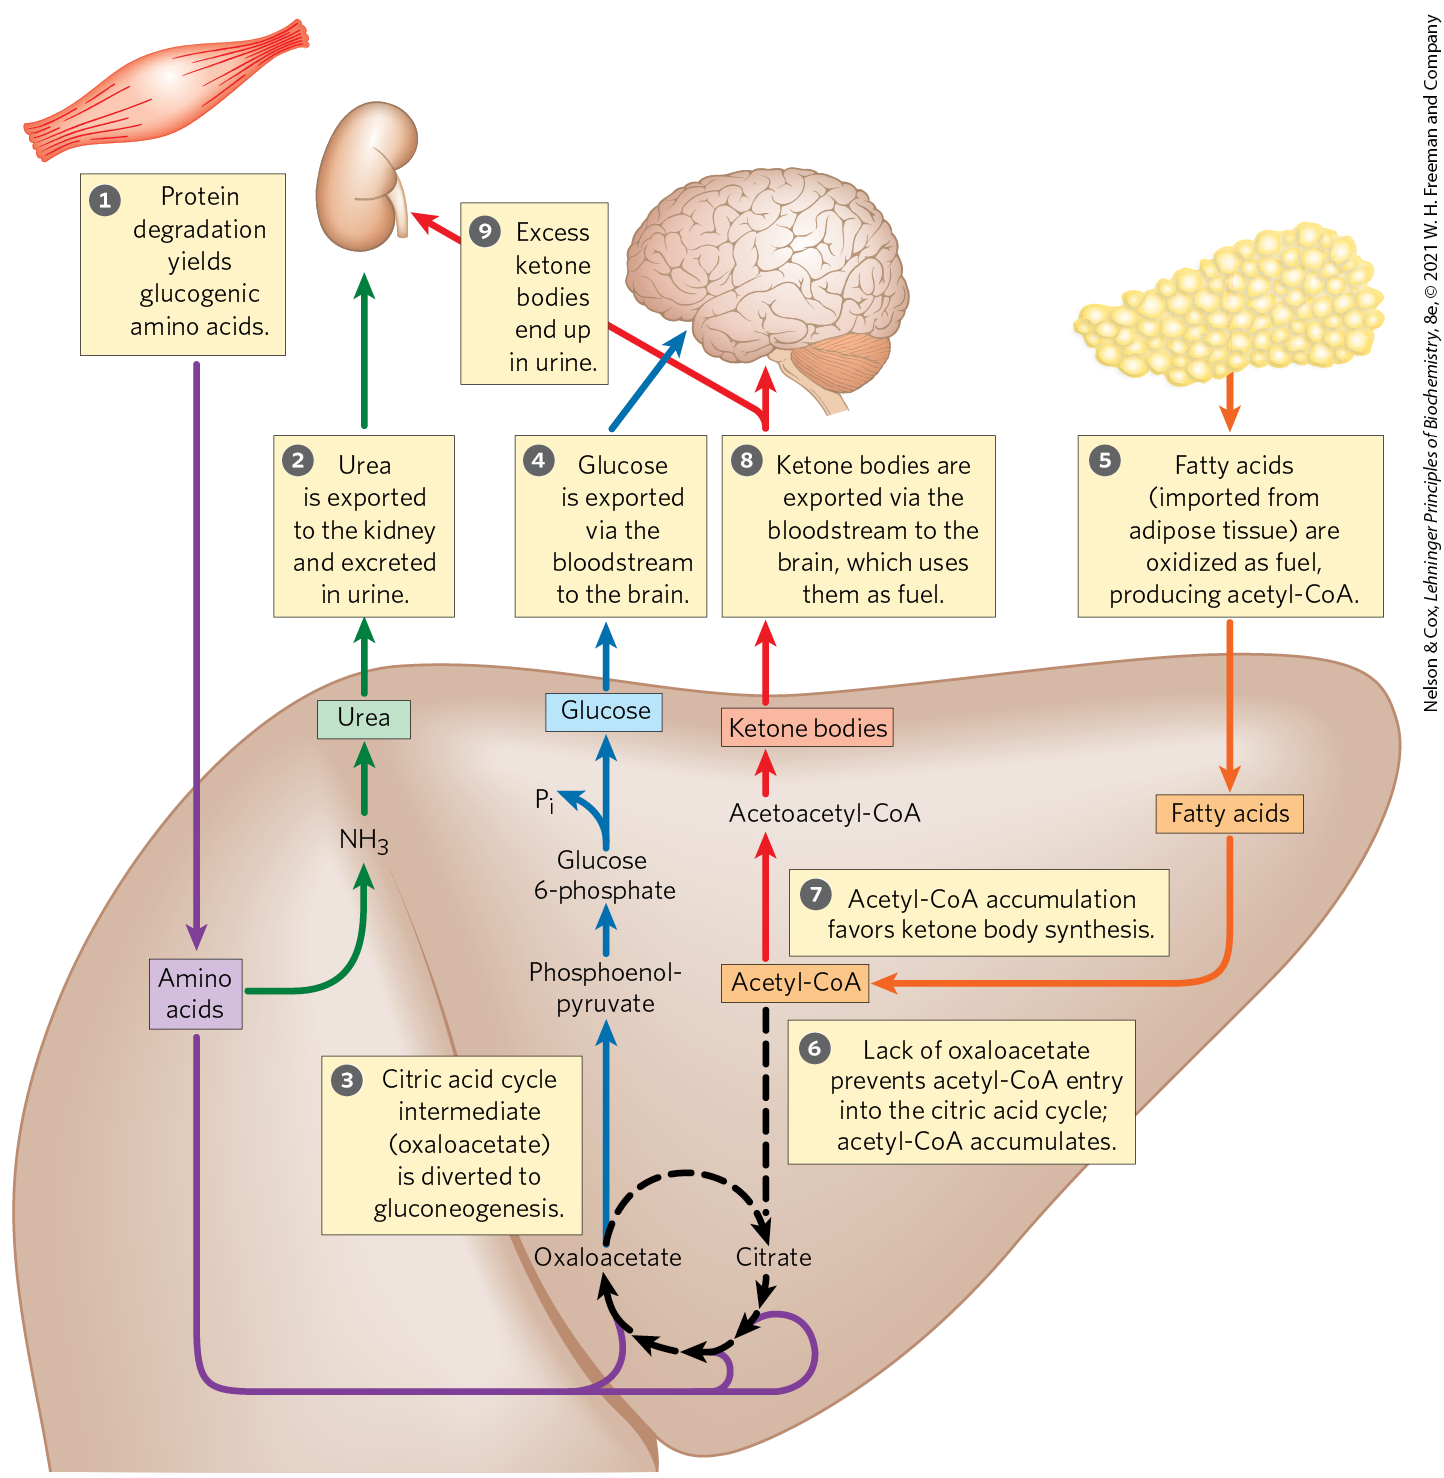 1 Protein
degradation
yields
glucogenic
amino acids.
9 Excess
ketone
bodies
end up
in urine.
2 Urea
is exported
to the kidney
and excreted
in urine.
4 Glucose
is exported
via the
bloodstream
to the brain.
8 Ketone bodies are
exported via the
bloodstream to the
brain, which uses
them as fuel.
5 Fatty acids
(imported from
adipose tissue) are
oxidized as fuel,
producing acetyl-CoA.
Urea
Glucose
Ketone bodies
Pi
Acetoacetyl-CoA
Fatty acids
NH3
Glucose
6-phosphate
7 Acetyl-CoA accumulation
favors ketone body synthesis.
Amino
acids
Phosphoenol-
pyruvate
Acetyl-CoA
3 Citric acid cycle
intermediate
(oxaloacetate)
is diverted to
gluconeogenesis.
6 Lack of oxaloacetate
prevents acetyl-CoA entry
into the citric acid cycle;
acetyl-CoA accumulates.
Oxaloacetate
Citrate
Nelson & Cox, Lehninger Principles of Biochemistry, 8e, © 2021 W. H. Freeman and Company